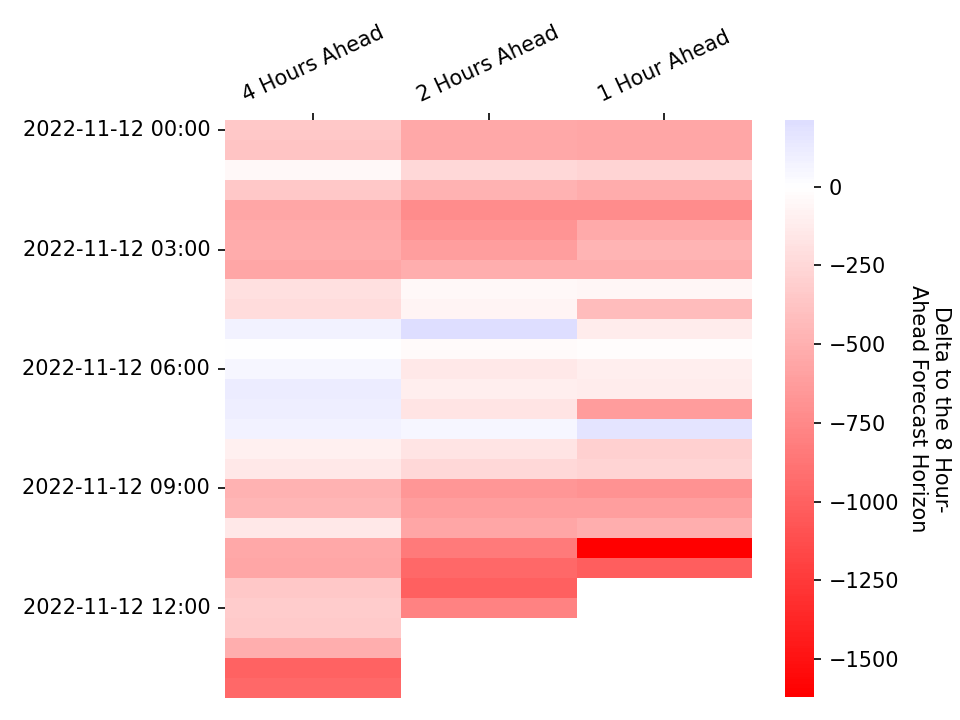 4 Hours Ahead
2 Hours Ahead
1 Hour Ahead
2022-11-12 00:00
2022-11-12 03:00
2022-11-12 06:00
2022-11-12 09:00
2022-11-12 12:00
0
−250
−500
−750
−1000
−1250
−1500
Delta to the 8 Hour-
Ahead Forecast Horizon